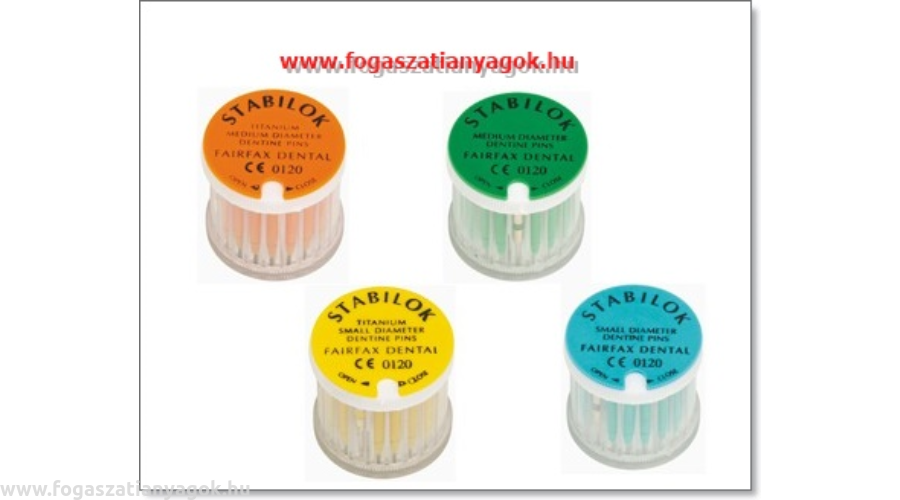 www.fogaszatianyagok.hu
STABILOK
TITANIUM
MEDIUM DIAMETER
DENTINE PINS
FAIRFAX DENTAL
CE 0120
OPEN CLOSE
STABILOK
MEDIUM DIAMETER
DENTINE PINS
FAIRFAX DENTAL
CE 0120
OPEN CLOSE
STABILOK
TITANIUM
SMALL DIAMETER
DENTINE PINS
FAIRFAX DENTAL
CE 0120
OPEN CLOSE
STABILOK
SMALL DIAMETER
DENTINE PINS
FAIRFAX DENTAL
CE 0120
OPEN CLOSE
www.fogaszatianyagok.hu